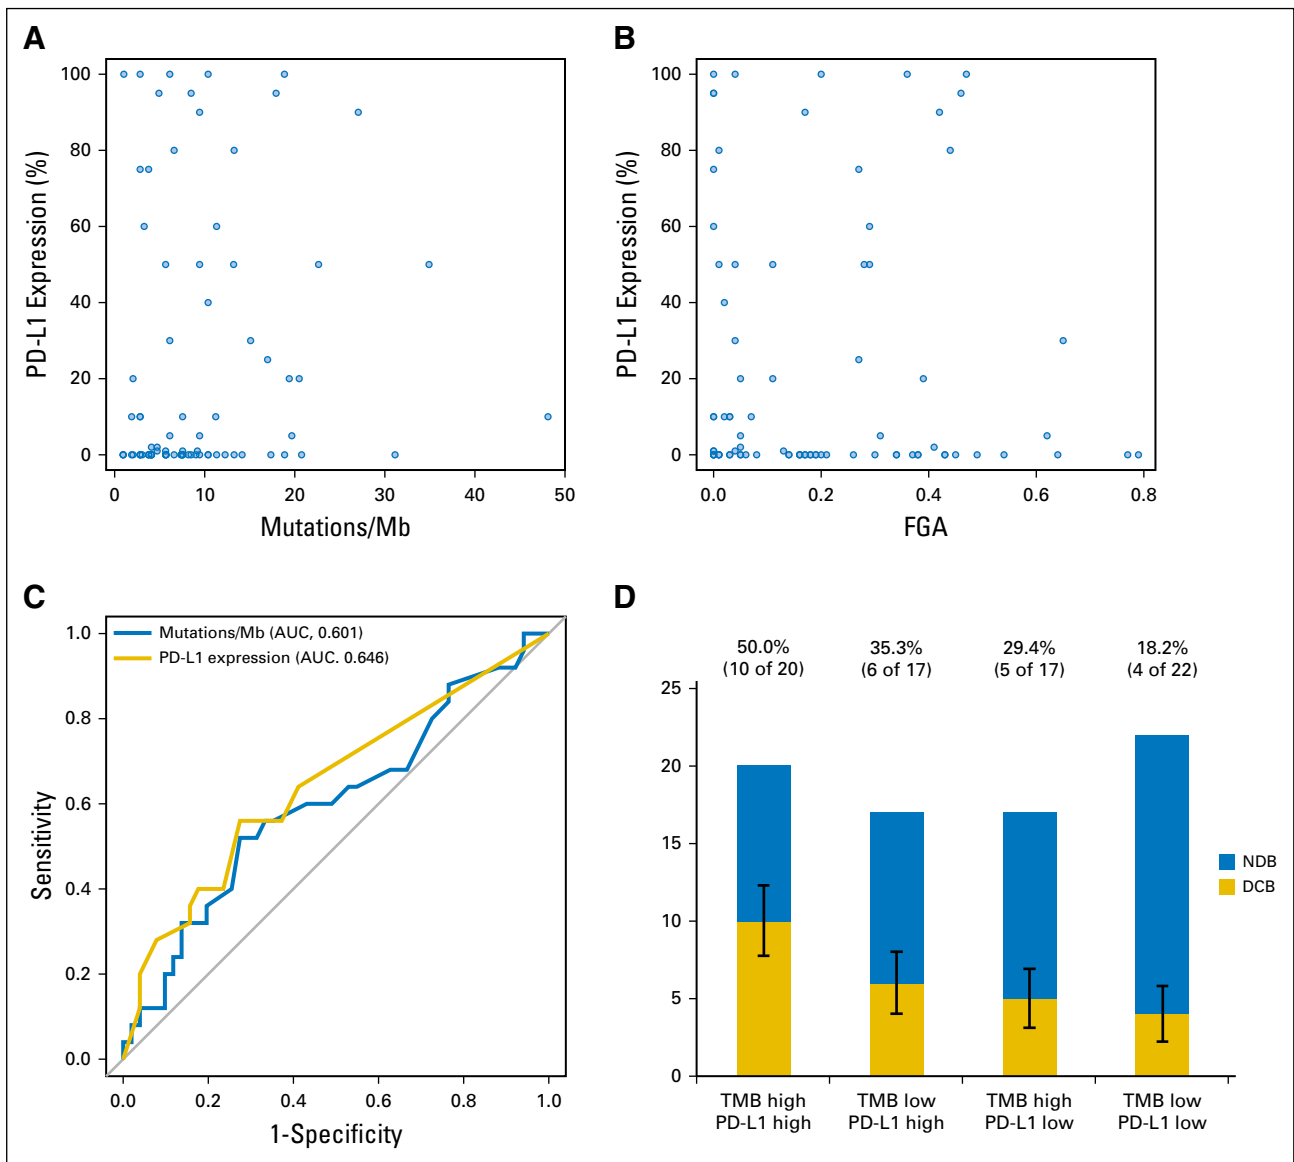 A
PD-L1 Expression (%)
100
80
60
40
20
0
0 10 20 30 40 50
Mutations/Mb
B
PD-L1 Expression (%)
100
80
60
40
20
0
0.0 0.2 0.4 0.6 0.8
FGA
C
Mutations/Mb (AUC, 0.601)
PD-L1 expression (AUC. 0.646)
Sensitivity
1.0
0.8
0.6
0.4
0.2
0.0
0.0 0.2 0.4 0.6 0.8 1.0
1-Specificity
D
50.0% 35.3% 29.4% 18.2%
(10 of 20) (6 of 17) (5 of 17) (4 of 22)
25
20
15
10
5
0
NDB
DCB
TMB high TMB low TMB high TMB low
PD-L1 high PD-L1 high PD-L1 low PD-L1 low